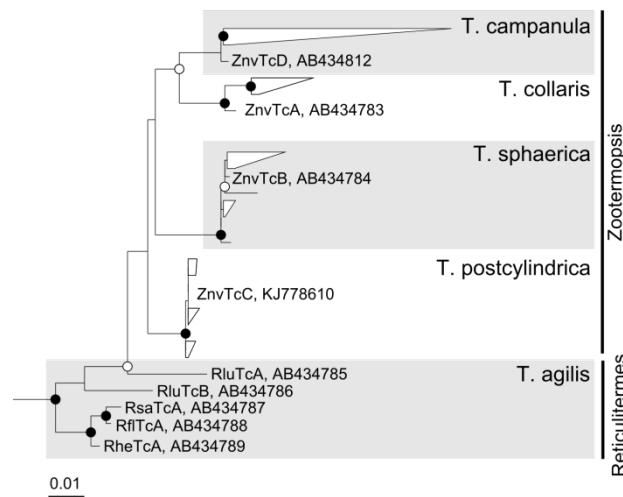 T. campanula
ZnvTcD, AB434812
T. collaris
ZnvTcA, AB434783
T. sphaerica
ZnvTcB, AB434784
Zootermopsis
T. postcylindrica
ZnvTcC, KJ778610
RluTcA, AB434785
T. agilis
RluTcB, AB434786
RsaTcA, AB434787
RflTcA, AB434788
RheTcA, AB434789
Reticulitermes
0.01